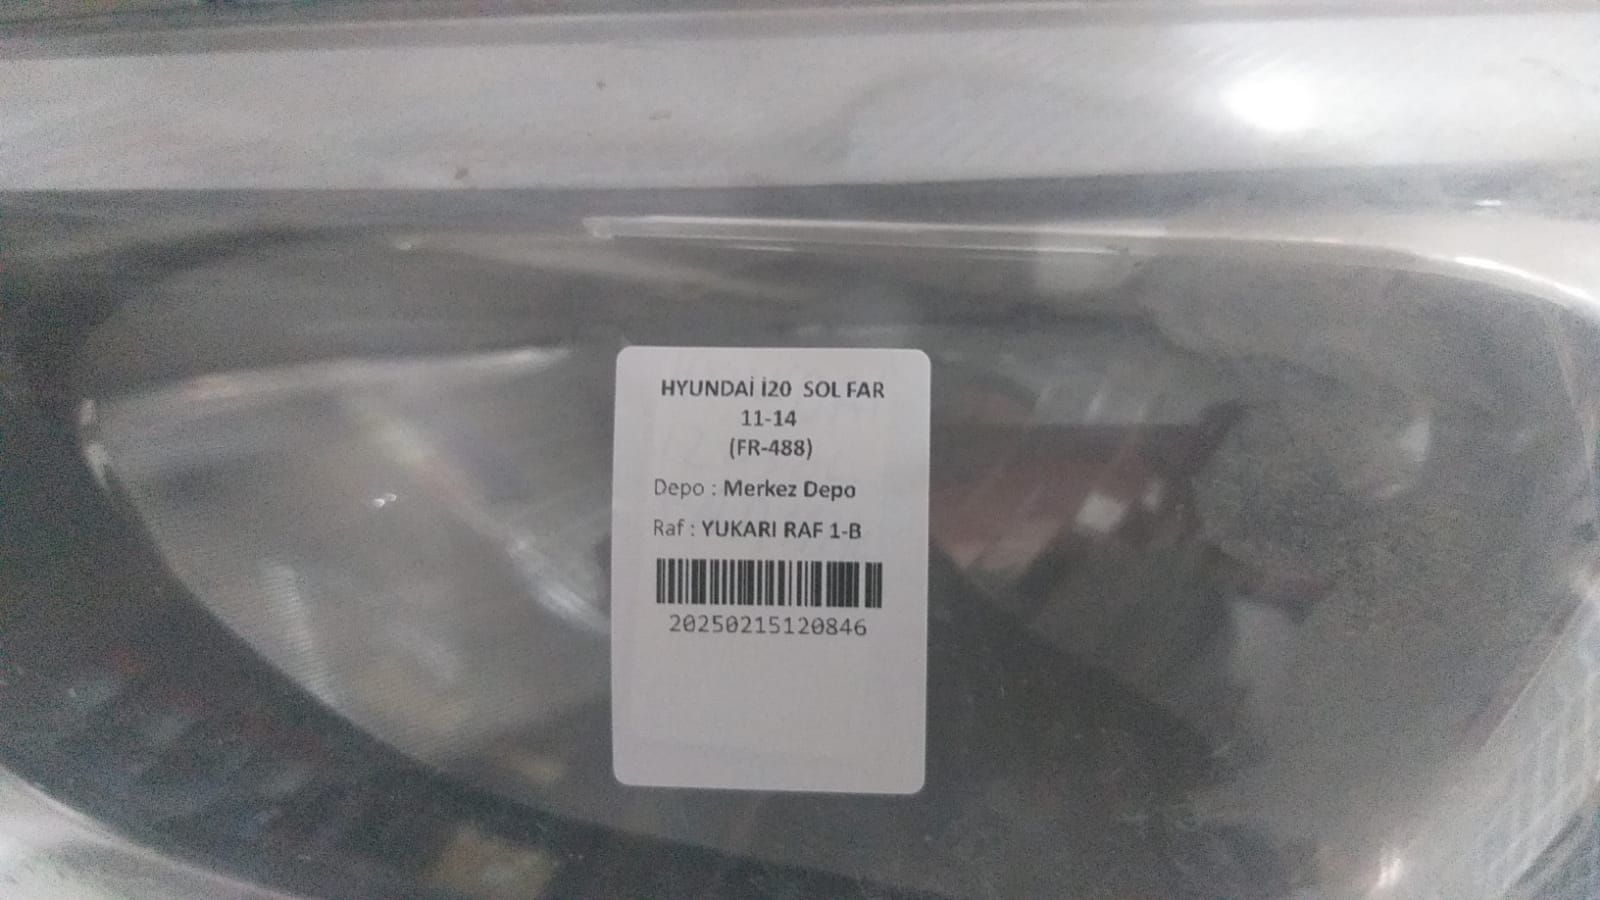 HYUNDAİ İ20 SOL FAR
11-14
(FR-488)
Depo : Merkez Depo
Raf : YUKARI RAF 1-B
20250215120846